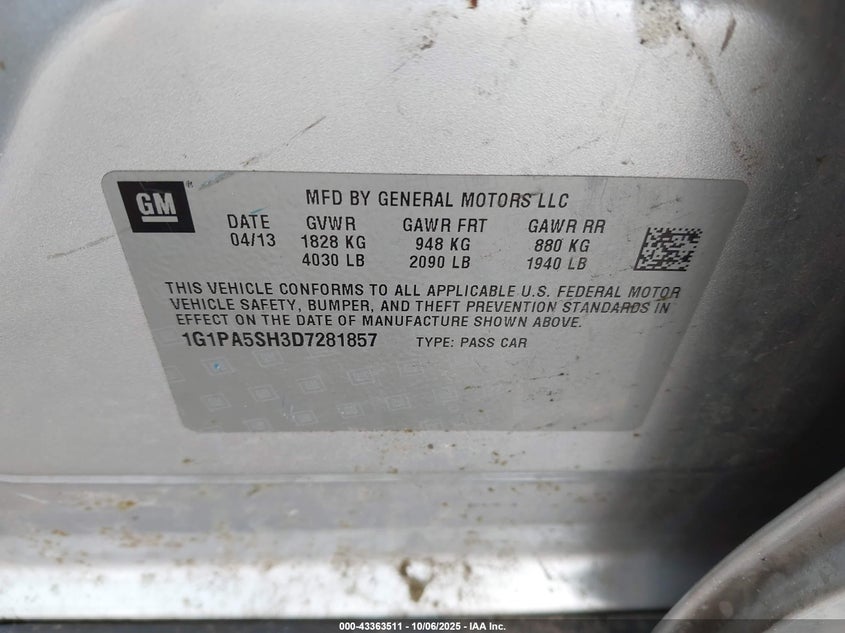 GM®
MFD BY GENERAL MOTORS LLC
DATE GVWR GAWR FRT GAWR RR
04/13 1828 KG 948 KG 880 KG
4030 LB 2090 LB 1940 LB
THIS VEHICLE CONFORMS TO ALL APPLICABLE U.S. FEDERAL MOTOR
VEHICLE SAFETY, BUMPER, AND THEFT PREVENTION STANDARDS IN
EFFECT ON THE DATE OF MANUFACTURE SHOWN ABOVE.
1G1PA5SH3D7281857 TYPE: PASS CAR
000-43363511 - 10/06/2025 - IAA Inc.